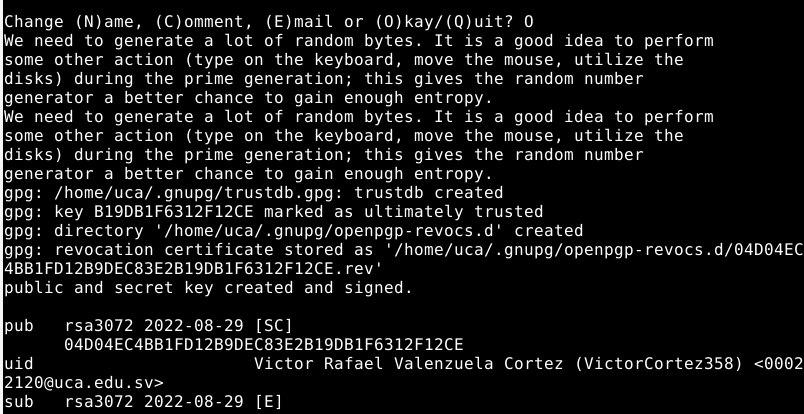 Change (N)ame, (C)omment, (E)mail or (O)kay/(Q)uit? O
We need to generate a lot of random bytes. It is a good idea to perform
some other action (type on the keyboard, move the mouse, utilize the
disks) during the prime generation; this gives the random number
generator a better chance to gain enough entropy.
We need to generate a lot of random bytes. It is a good idea to perform
some other action (type on the keyboard, move the mouse, utilize the
disks) during the prime generation; this gives the random number
generator a better chance to gain enough entropy.
gpg: /home/uca/.gnupg/trustdb.gpg: trustdb created
gpg: key B19DB1F6312F12CE marked as ultimately trusted
gpg: directory '/home/uca/.gnupg/openpgp-revocs.d' created
gpg: revocation certificate stored as '/home/uca/.gnupg/openpgp-revocs.d/04D04EC
4BB1FD12B9DEC83E2B19DB1F6312F12CE.rev'
public and secret key created and signed.
pub   rsa3072 2022-08-29 [SC]
      04D04EC4BB1FD12B9DEC83E2B19DB1F6312F12CE
uid                      Victor Rafael Valenzuela Cortez (VictorCortez358) <0002
2120@uca.edu.sv>
sub   rsa3072 2022-08-29 [E]